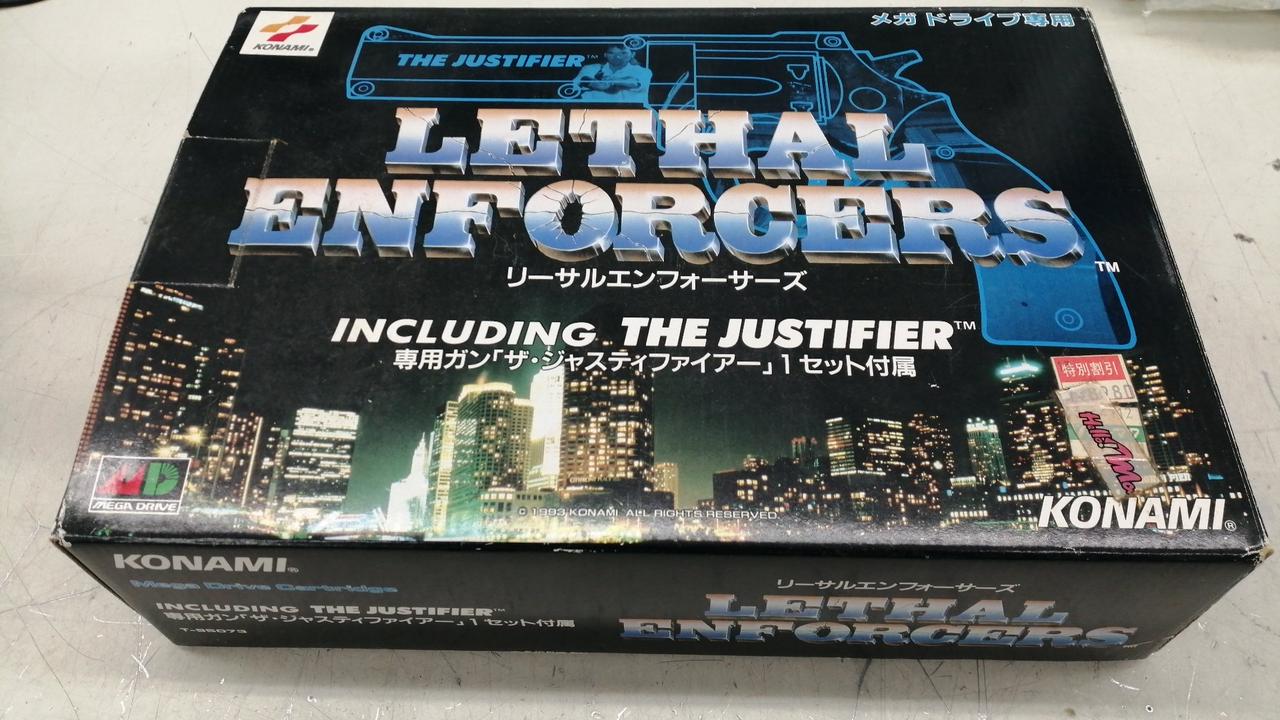 KONAMI®
メガドライブ専用
THE JUSTIFIER™
LETHAL
ENFORCERS™
リーサルエンフォーサーズ
INCLUDING THE JUSTIFIER™
専用ガン「ザ・ジャスティファイアー」1セット付属
特別割引
MD
MEGA DRIVE
© 1993 KONAMI ALL RIGHTS RESERVED.
KONAMI®
KONAMI®
Mega Drive Cartridge
INCLUDING THE JUSTIFIER™
専用ガン「ザ・ジャスティファイアー」1セット付属
リーサルエンフォーサーズ
LETHAL
ENFORCERS™